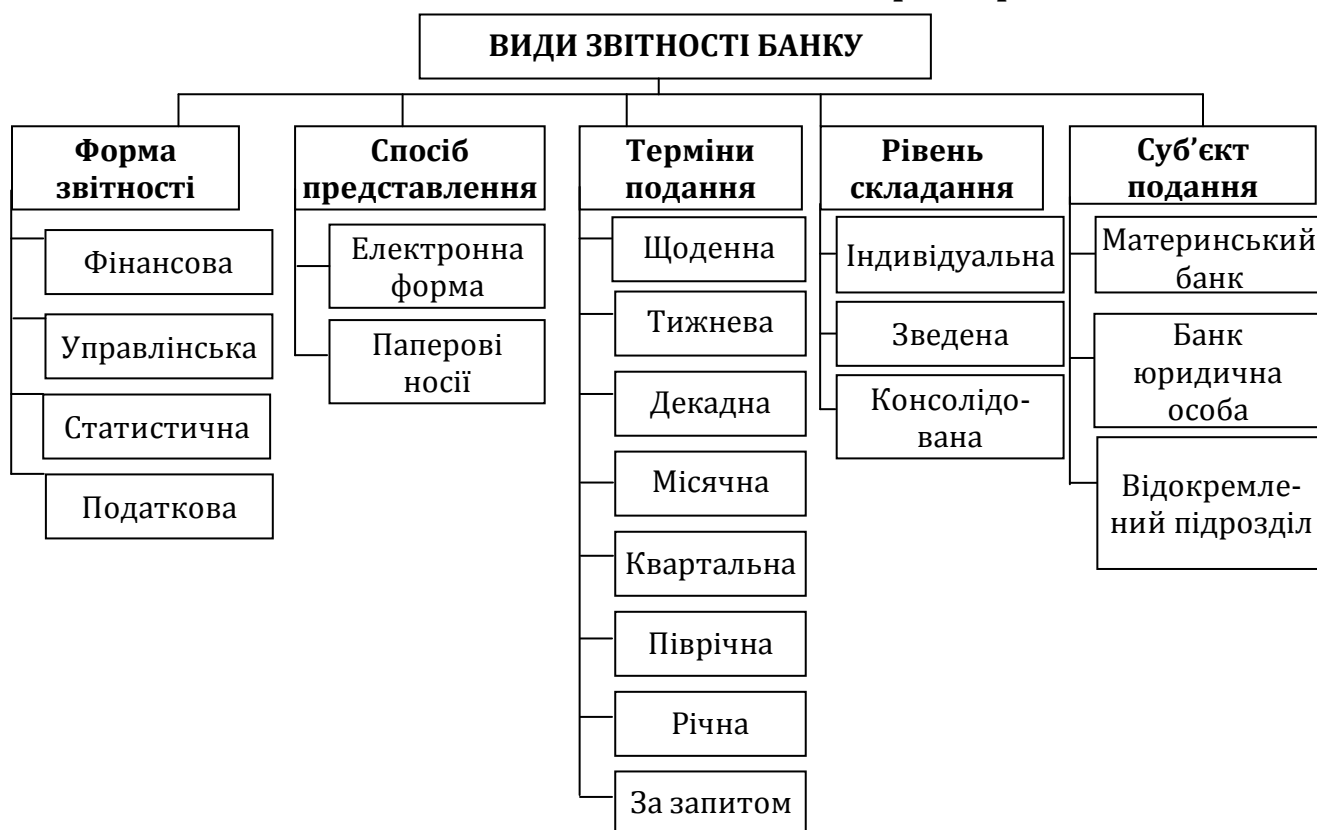 ВИДИ ЗВІТНОСТІ БАНКУ
Форма
звітності
Фінансова
Управлінська
Статистична
Податкова
Спосіб
представлення
Електронна
форма
Паперові
носії
Терміни
подання
Щоденна
Тижнева
Декадна
Місячна
Квартальна
Піврічна
Річна
За запитом
Рівень
складання
Індивідуальна
Зведена
Консолідо-
вана
Суб’єкт
подання
Материнський
банк
Банк
юридична
особа
Відокремле-
ний підрозділ